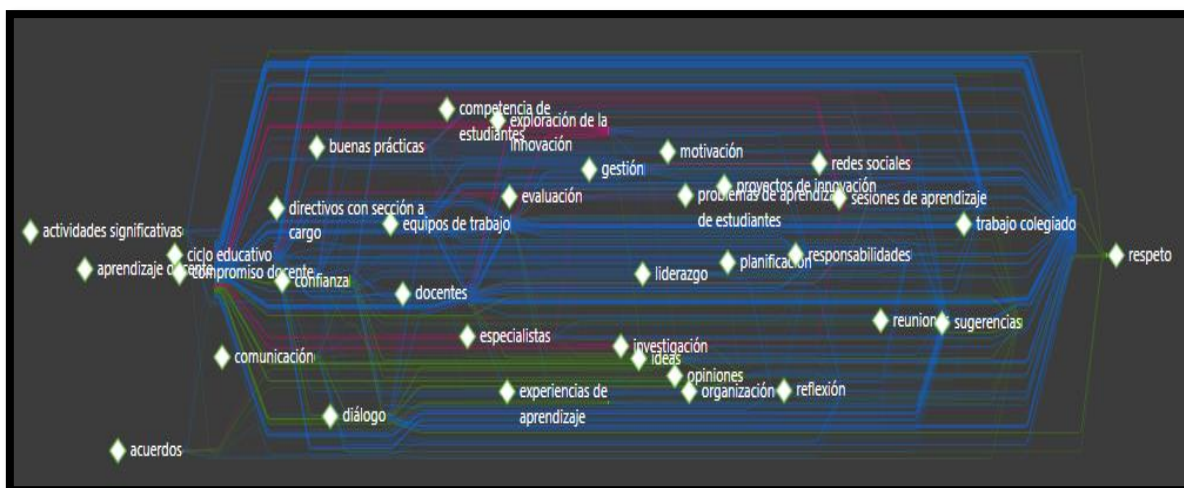 competencia de
estudiantes
exploración de la
innovación
buenas prácticas
motivación
redes sociales
gestión
proyectos de innovación
problemas de aprendizaje
de estudiantes
evaluación
sesiones de aprendizaje
directivos con sección a
cargo
equipos de trabajo
trabajo colegiado
actividades significativas
ciclo educativo
responsabilidades
respeto
aprendizaje docente
compromiso docente
confianza
planificación
liderazgo
docentes
reuniones
sugerencias
especialistas
investigación
comunicación
ideas
opiniones
experiencias de
aprendizaje
organización
reflexión
diálogo
acuerdos